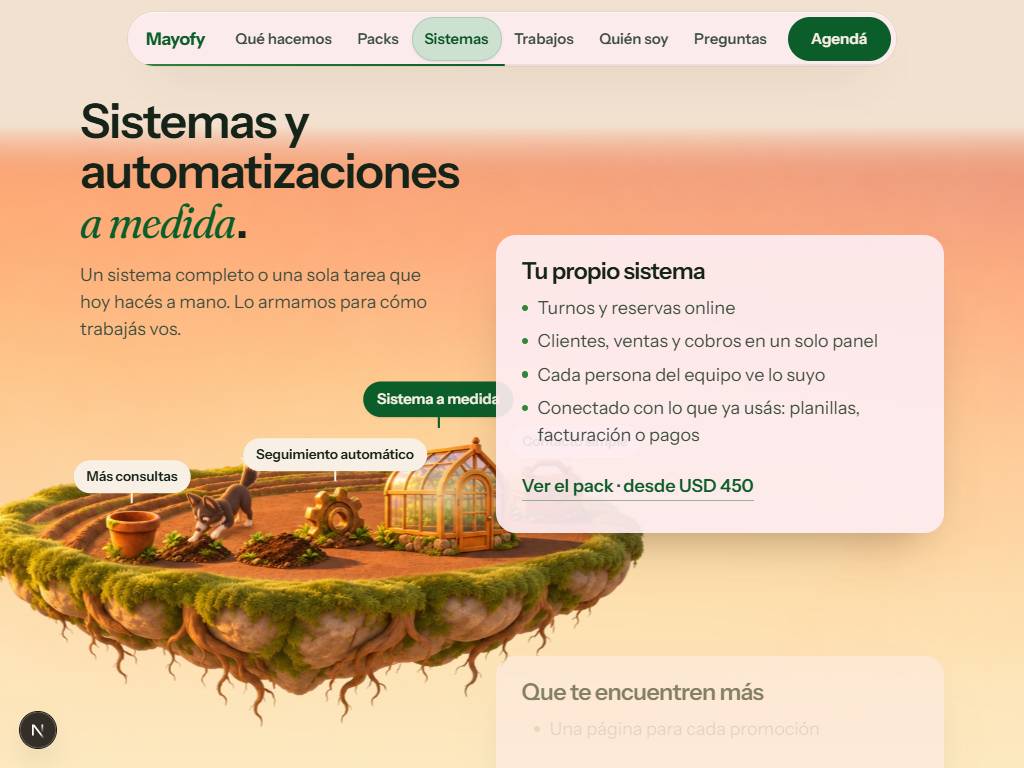 Mayofy Qué hacemos Packs Sistemas Trabajos Quién soy Preguntas Agendá
Sistemas y
automatizaciones
a medida.
Un sistema completo o una sola tarea que
hoy hacés a mano. Lo armamos para cómo
trabajás vos.
Tu propio sistema
Turnos y reservas online
Clientes, ventas y cobros en un solo panel
Cada persona del equipo ve lo suyo
Conectado con lo que ya usás: planillas,
facturación o pagos
Ver el pack · desde USD 450
Sistema a medida
Seguimiento automático
Más consultas
Que te encuentren más
Una página para cada promoción
N